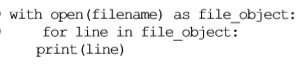 with open(filename) as file_object:
for line in file_object:
print(line)